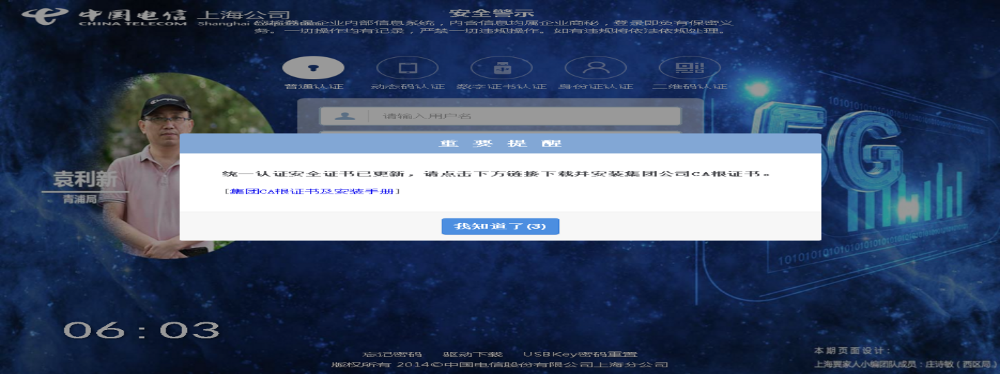 中国电信 上海公司
CHINA TELECOM Shanghai
安全警示
企业内部信息系统，内含信息均属企业商秘，登录即负有保密义
务。一切操作均有记录，严禁一切违规操作。如有违规将依法依规处理。
普通认证 动态码认证 数字证书认证 身份证认证 二维码认证
请输入用户名
重要提醒
统一认证安全证书已更新，请点击下方链接下载并安装集团公司CA根证书。
[集团CA根证书及安装手册]
我知道了(3)
袁利新
青浦局
5G
06:03
忘记密码 驱动下载 USBKey密码重置
版权所有 2014©中国电信股份有限公司上海分公司
本期页面设计：
上海翼家人小编团队成员：庄诗敏（西区局）